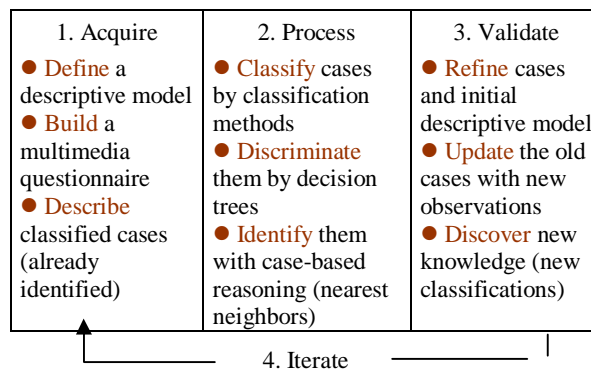 1. Acquire
● Define a
descriptive model
● Build a
multimedia
questionnaire
● Describe
classified cases
(already
identified)
2. Process
● Classify cases
by classification
methods
● Discriminate
them by decision
trees
● Identify them
with case-based
reasoning (nearest
neighbors)
3. Validate
● Refine cases
and initial
descriptive model
● Update the old
cases with new
observations
● Discover new
knowledge (new
classifications)
4. Iterate